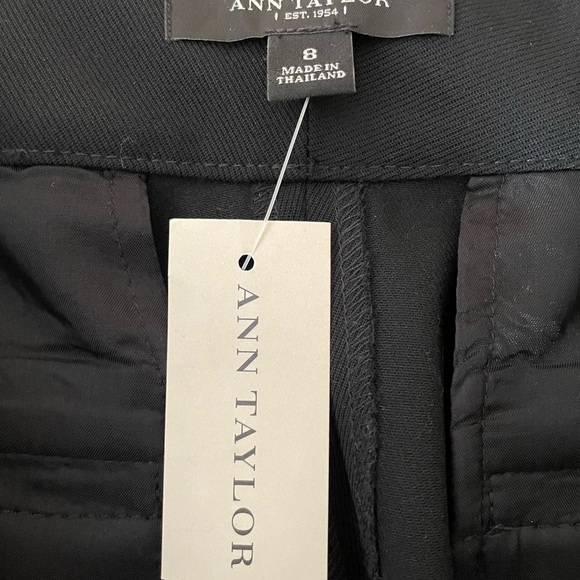 ANN TAYLOR
EST. 1954
8
MADE IN
THAILAND
ANN TAYLOR